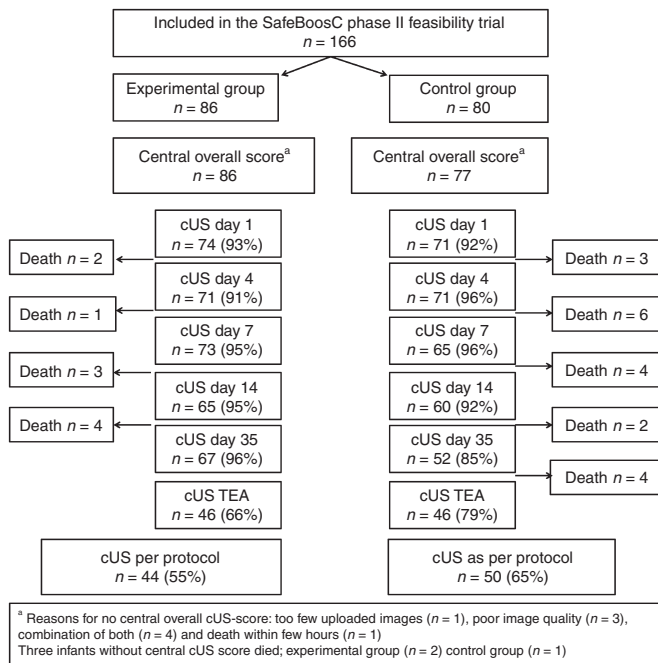 Included in the SafeBoosC phase II feasibility trial
n = 166
Experimental group
n = 86
Control group
n = 80
Central overall score^a
n = 86
Central overall score^a
n = 77
cUS day 1
n = 74 (93%)
cUS day 1
n = 71 (92%)
Death n = 2
Death n = 3
cUS day 4
n = 71 (91%)
cUS day 4
n = 71 (96%)
Death n = 1
Death n = 6
cUS day 7
n = 73 (95%)
cUS day 7
n = 65 (96%)
Death n = 3
Death n = 4
cUS day 14
n = 65 (95%)
cUS day 14
n = 60 (92%)
Death n = 4
Death n = 2
cUS day 35
n = 67 (96%)
cUS day 35
n = 52 (85%)
Death n = 4
cUS TEA
n = 46 (66%)
cUS TEA
n = 46 (79%)
cUS per protocol
n = 44 (55%)
cUS as per protocol
n = 50 (65%)
a Reasons for no central overall cUS-score: too few uploaded images (n = 1), poor image quality (n = 3),
combination of both (n = 4) and death within few hours (n = 1)
Three infants without central cUS score died; experimental group (n = 2) control group (n = 1)